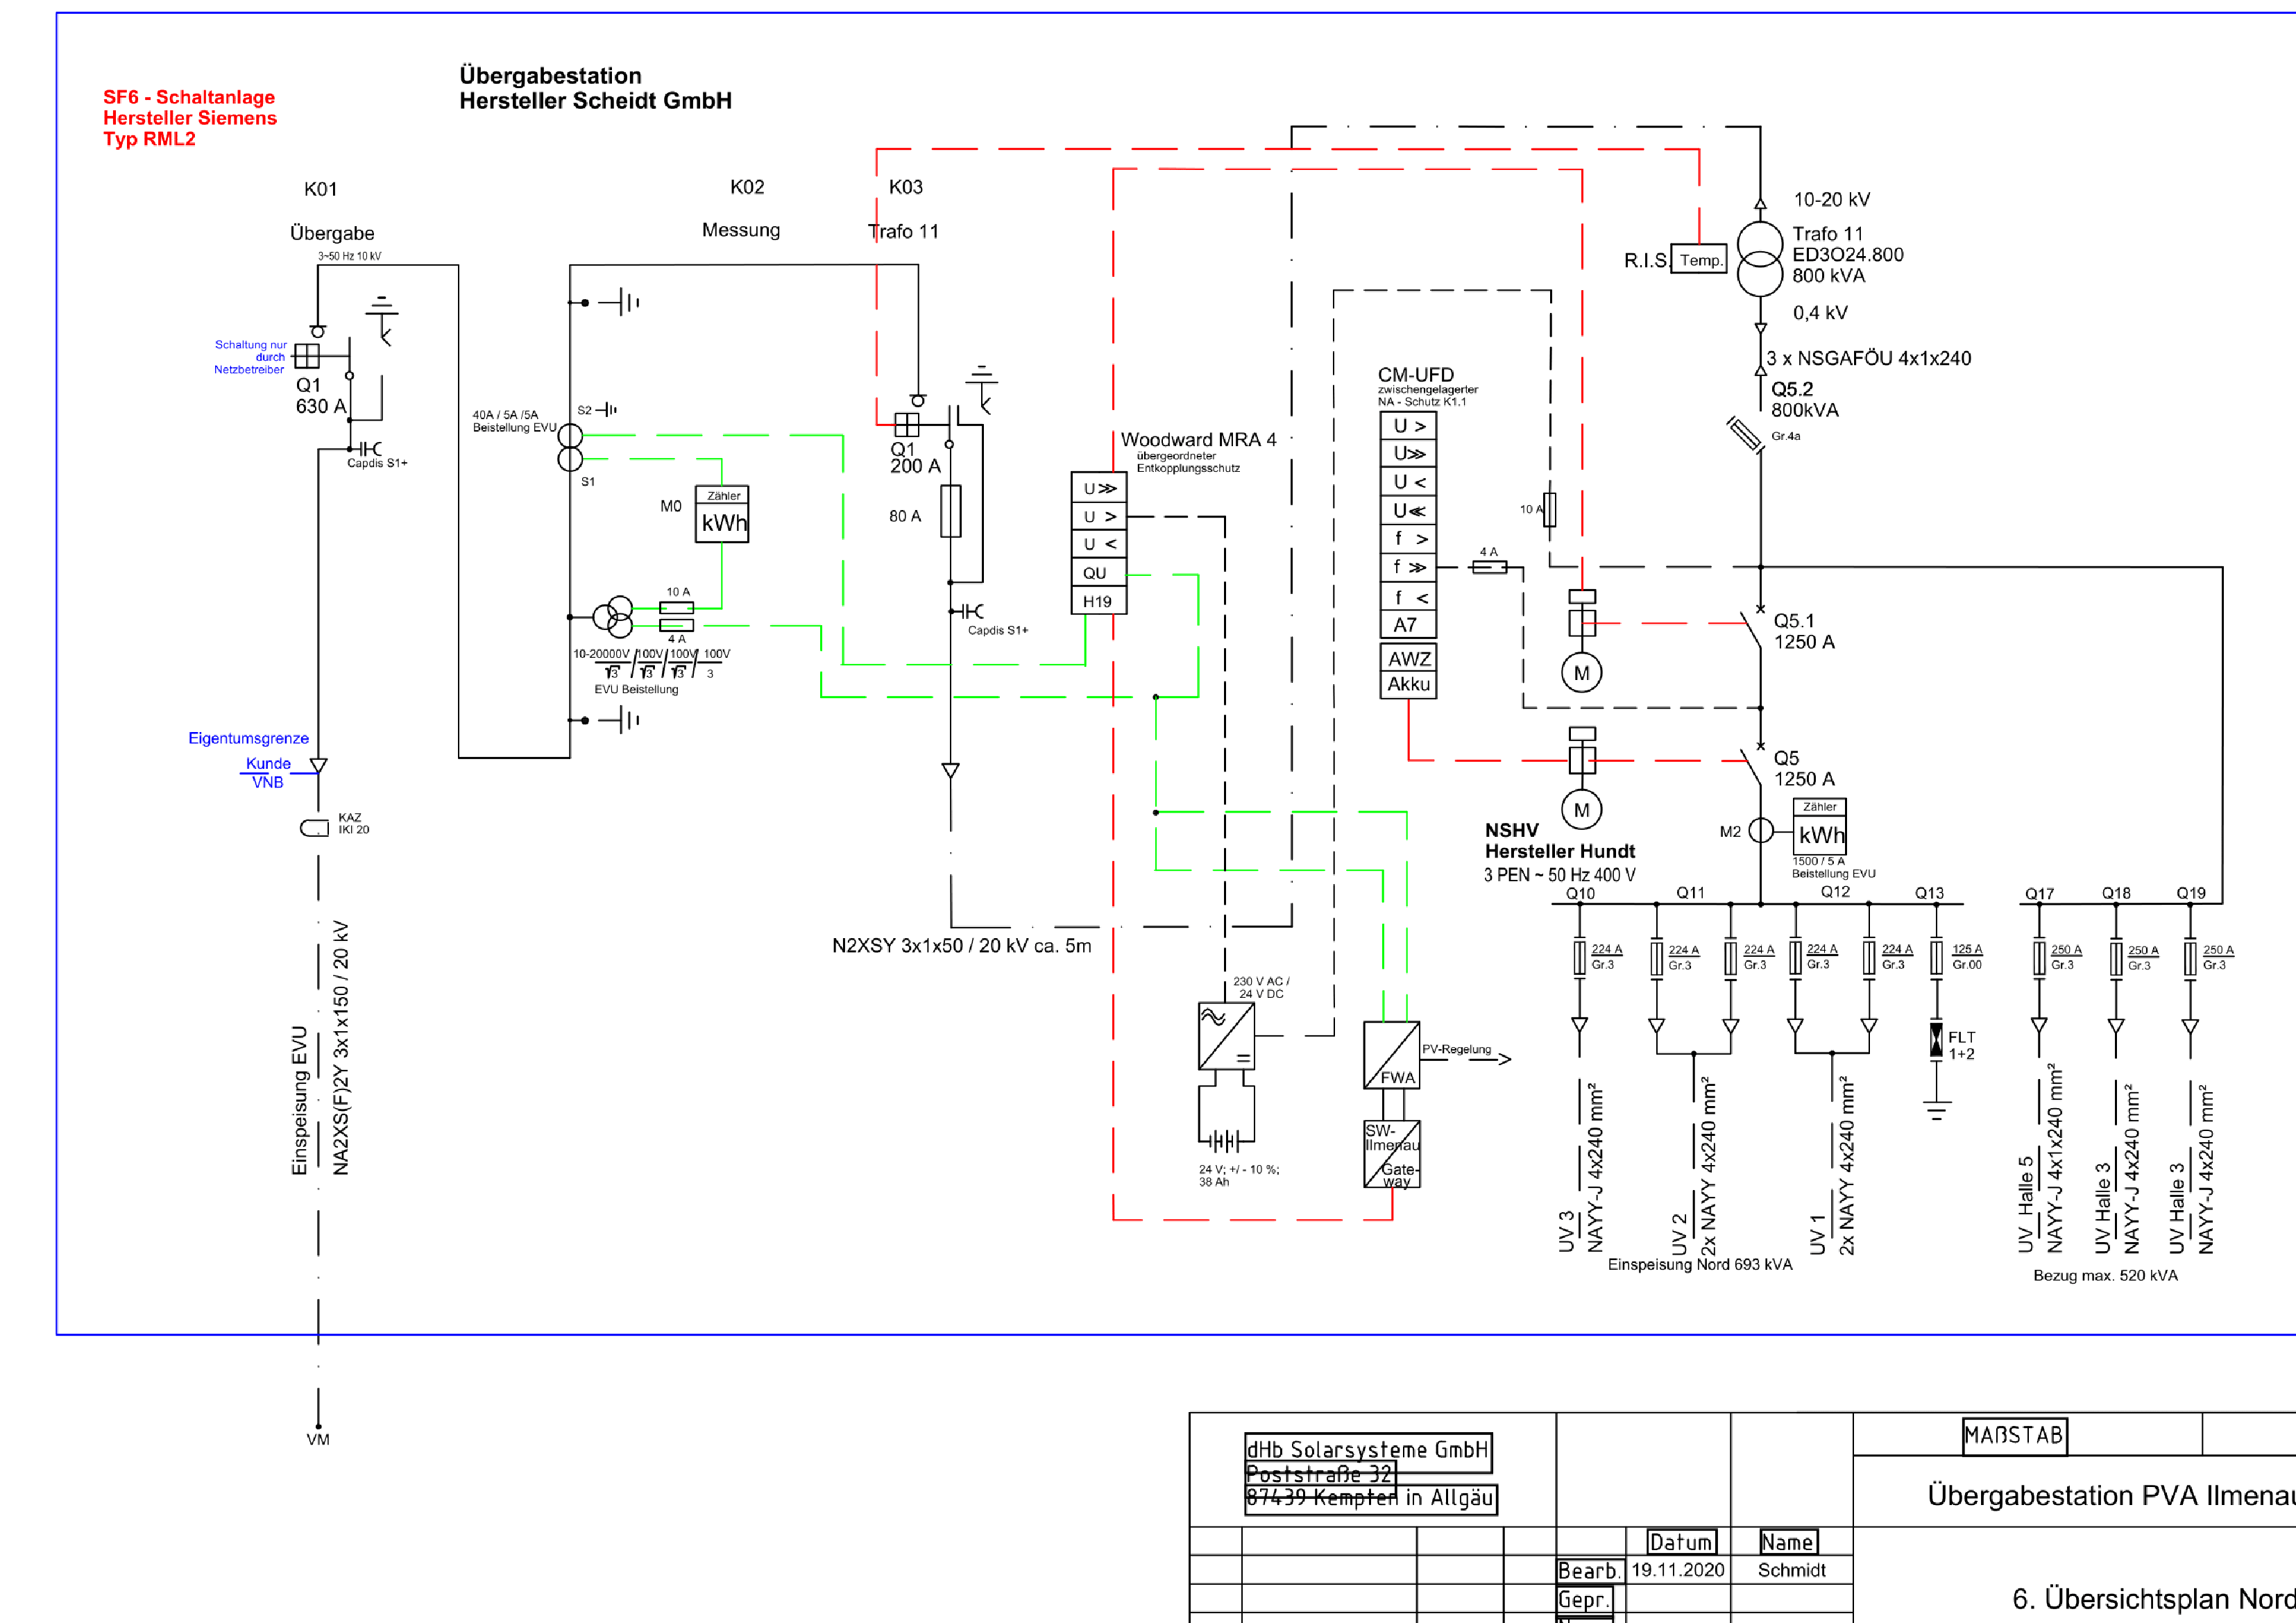 SF6 - Schaltanlage
Hersteller Siemens
Typ RML2
Übergabestation
Hersteller Scheidt GmbH
K01
Übergabe
3~50 Hz 10 kV
K02
Messung
K03
Trafo 11
Schaltung nur
durch
Netzbetreiber
Q1
630 A
Capdis S1+
40A / 5A /5A
Beistellung EVU
S2
S1
M0
Zähler
kWh
10 A
4 A
10-20000V / 100V / 100V / 100V
√3 / √3 / √3 / 3
EVU Beistellung
Q1
200 A
80 A
Capdis S1+
Eigentumsgrenze
Kunde
VNB
KAZ
IKI 20
Einspeisung EVU
NA2XS(F)2Y 3x1x150 / 20 kV
VM
N2XSY 3x1x50 / 20 kV ca. 5m
Woodward MRA 4
übergeordneter
Entkopplungsschutz
U >>
U >
U <
QU
H19
CM-UFD
zwischengelagerter
NA - Schutz K1.1
U >
U>>
U <
U<<
f >
f >>
f <
A7
AWZ
Akku
4 A
10 A
R.I.S.
Temp.
10-20 kV
Trafo 11
ED3O24.800
800 kVA
0,4 kV
3 x NSGAFÖU 4x1x240
Q5.2
800kVA
Gr.4a
Q5.1
1250 A
M
Q5
1250 A
M
M2
Zähler
kWh
1500 / 5 A
Beistellung EVU
NSHV
Hersteller Hundt
3 PEN ~ 50 Hz 400 V
Q10
Q11
Q12
Q13
Q17
Q18
Q19
224 A
Gr.3
224 A
Gr.3
224 A
Gr.3
224 A
Gr.3
224 A
Gr.3
125 A
Gr.00
250 A
Gr.3
250 A
Gr.3
250 A
Gr.3
FLT
1+2
230 V AC /
24 V DC
24 V; +/- 10 %;
38 Ah
PV-Regelung
FWA
SW-
Ilmenau
Gate-
way
UV 3
NAYY-J 4x240 mm²
UV 2
2x NAYY 4x240 mm²
UV 1
2x NAYY 4x240 mm²
Einspeisung Nord 693 kVA
UV Halle 5
NAYY-J 4x1x240 mm²
UV Halle 3
NAYY-J 4x240 mm²
UV Halle 3
NAYY-J 4x240 mm²
Bezug max. 520 kVA
dHb Solarsysteme GmbH
Poststraße 32
87439 Kempten in Allgäu
MAßSTAB
Übergabestation PVA Ilmenau
Datum
Name
Bearb.
19.11.2020
Schmidt
Gepr.
6. Übersichtsplan Nord